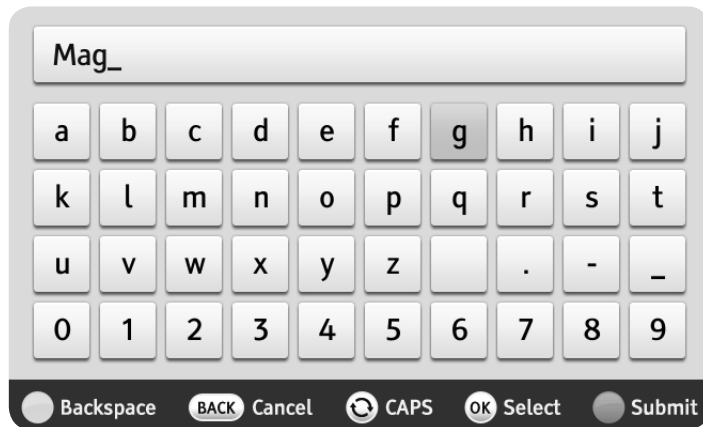 Mag_
a b c d e f g h i j
k l m n o p q r s t
u v w x y z . - _
0 1 2 3 4 5 6 7 8 9
Backspace BACK Cancel CAPS OK Select Submit